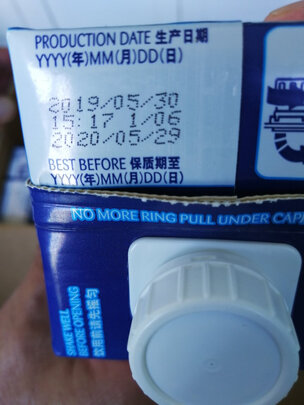 PRODUCTION DATE 生产日期
YYYY(年)MM(月)DD(日)
2019/05/30
15:17 1/06
2020/05/29
BEST BEFORE 保质期至
YYYY(年)MM(月)DD(日)
NO MORE RING PULL UNDER CAP
SHAKE WELL
BEFORE OPENING
饮用前请先摇匀